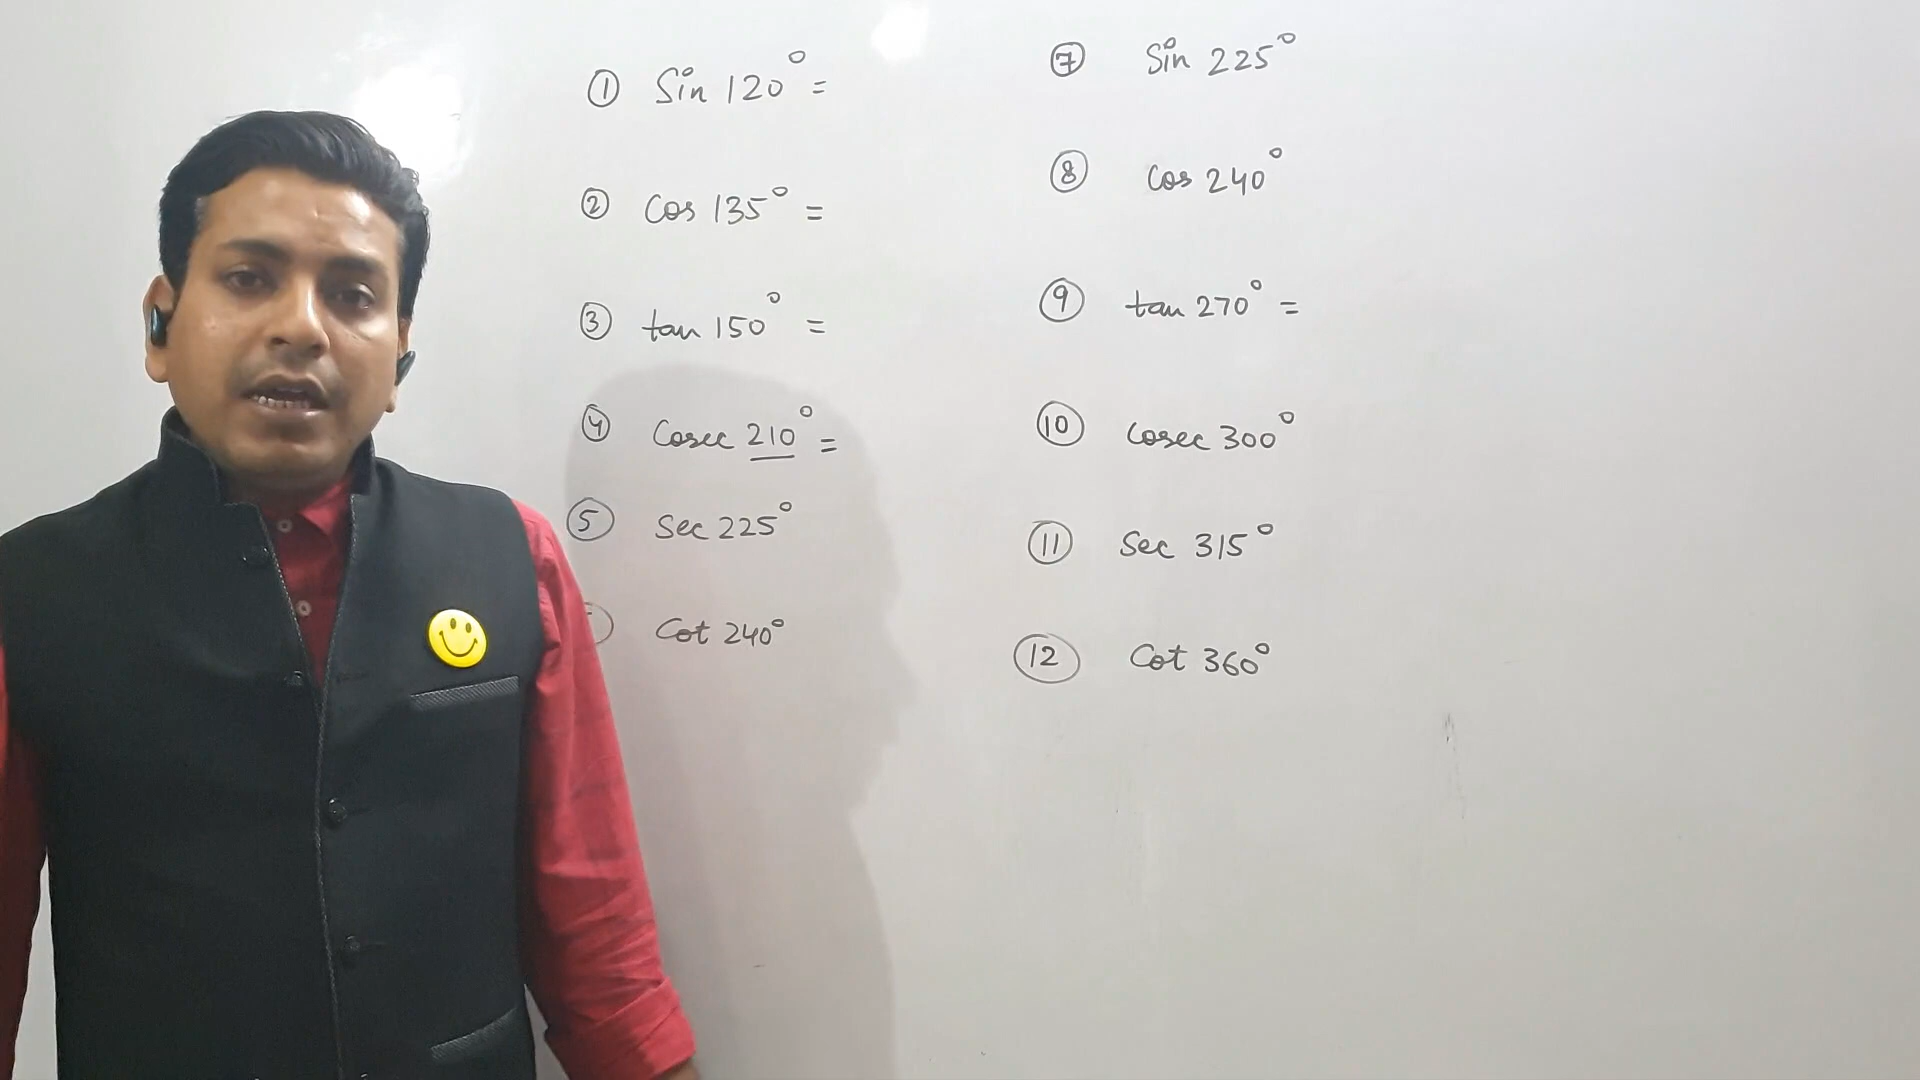 ① Sin 120° =
② Cos 135° =
③ tan 150° =
④ Cosec 210° =
⑤ Sec 225°
Cot 240°
⑦ Sin 225°
⑧ Cos 240°
⑨ tan 270° =
⑩ Cosec 300°
⑪ Sec 315°
⑫ Cot 360°